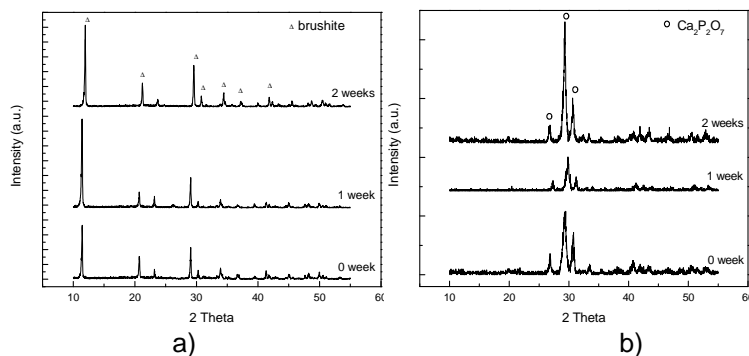 Δ brushite
2 weeks
1 week
0 week
Intensity (a.u.)
10 20 30 40 50 60
2 Theta
a)
o Ca₂P₂O₇
2 weeks
1 week
0 week
Intensity (a.u.)
10 20 30 40 50 60
2 Theta
b)